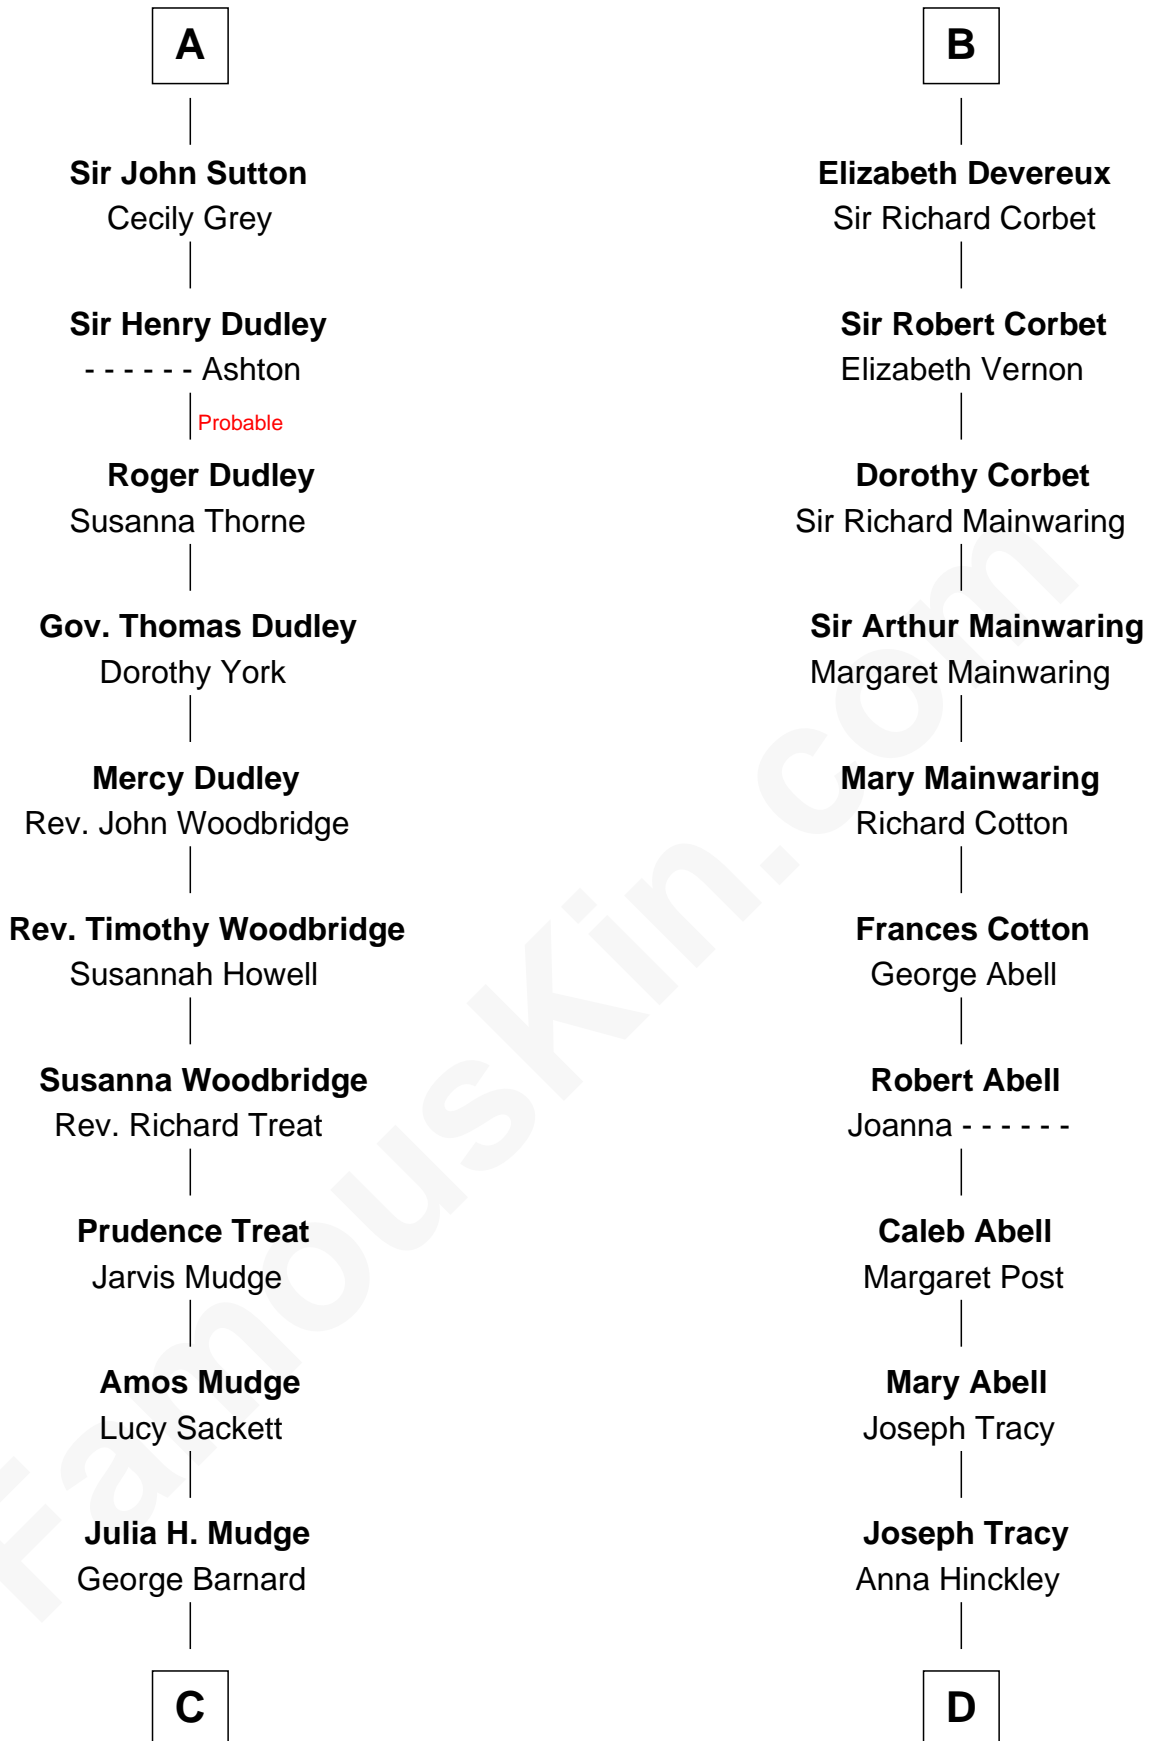 A
Sir John Sutton
Cecily Grey
Sir Henry Dudley
- - - - - - Ashton
Probable
Roger Dudley
Susanna Thorne
Gov. Thomas Dudley
Dorothy York
Mercy Dudley
Rev. John Woodbridge
Rev. Timothy Woodbridge
Susannah Howell
Susanna Woodbridge
Rev. Richard Treat
Prudence Treat
Jarvis Mudge
Amos Mudge
Lucy Sackett
Julia H. Mudge
George Barnard
C
B
Elizabeth Devereux
Sir Richard Corbet
Sir Robert Corbet
Elizabeth Vernon
Dorothy Corbet
Sir Richard Mainwaring
Sir Arthur Mainwaring
Margaret Mainwaring
Mary Mainwaring
Richard Cotton
Frances Cotton
George Abell
Robert Abell
Joanna - - - - - -
Caleb Abell
Margaret Post
Mary Abell
Joseph Tracy
Joseph Tracy
Anna Hinckley
D
FamousKin.com